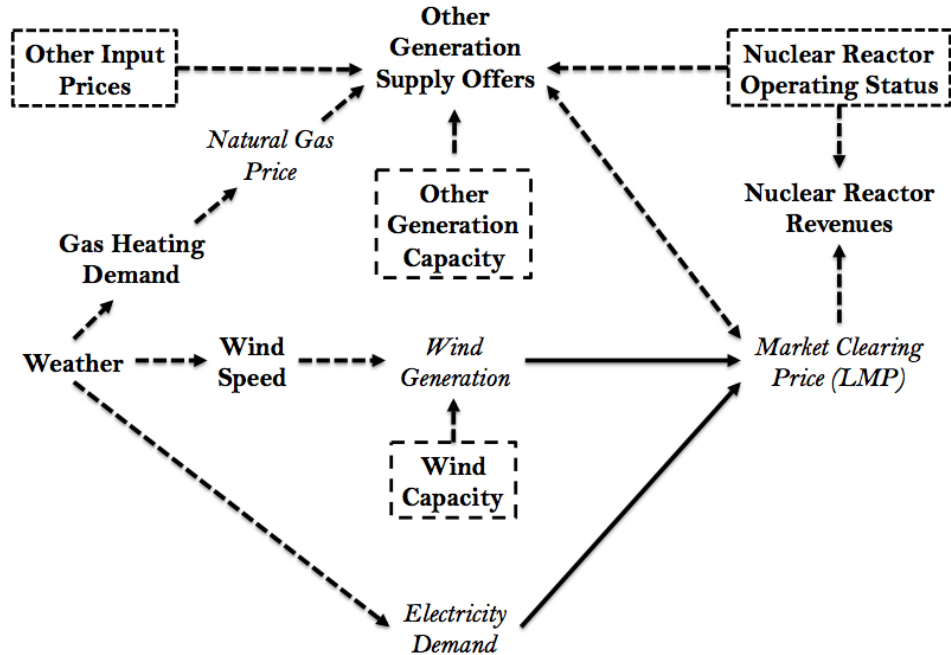 Other Input
Prices
Other
Generation
Supply Offers
Nuclear Reactor
Operating Status
Natural Gas
Price
Other
Generation
Capacity
Nuclear Reactor
Revenues
Gas Heating
Demand
Weather
Wind
Speed
Wind
Generation
Market Clearing
Price (LMP)
Wind
Capacity
Electricity
Demand